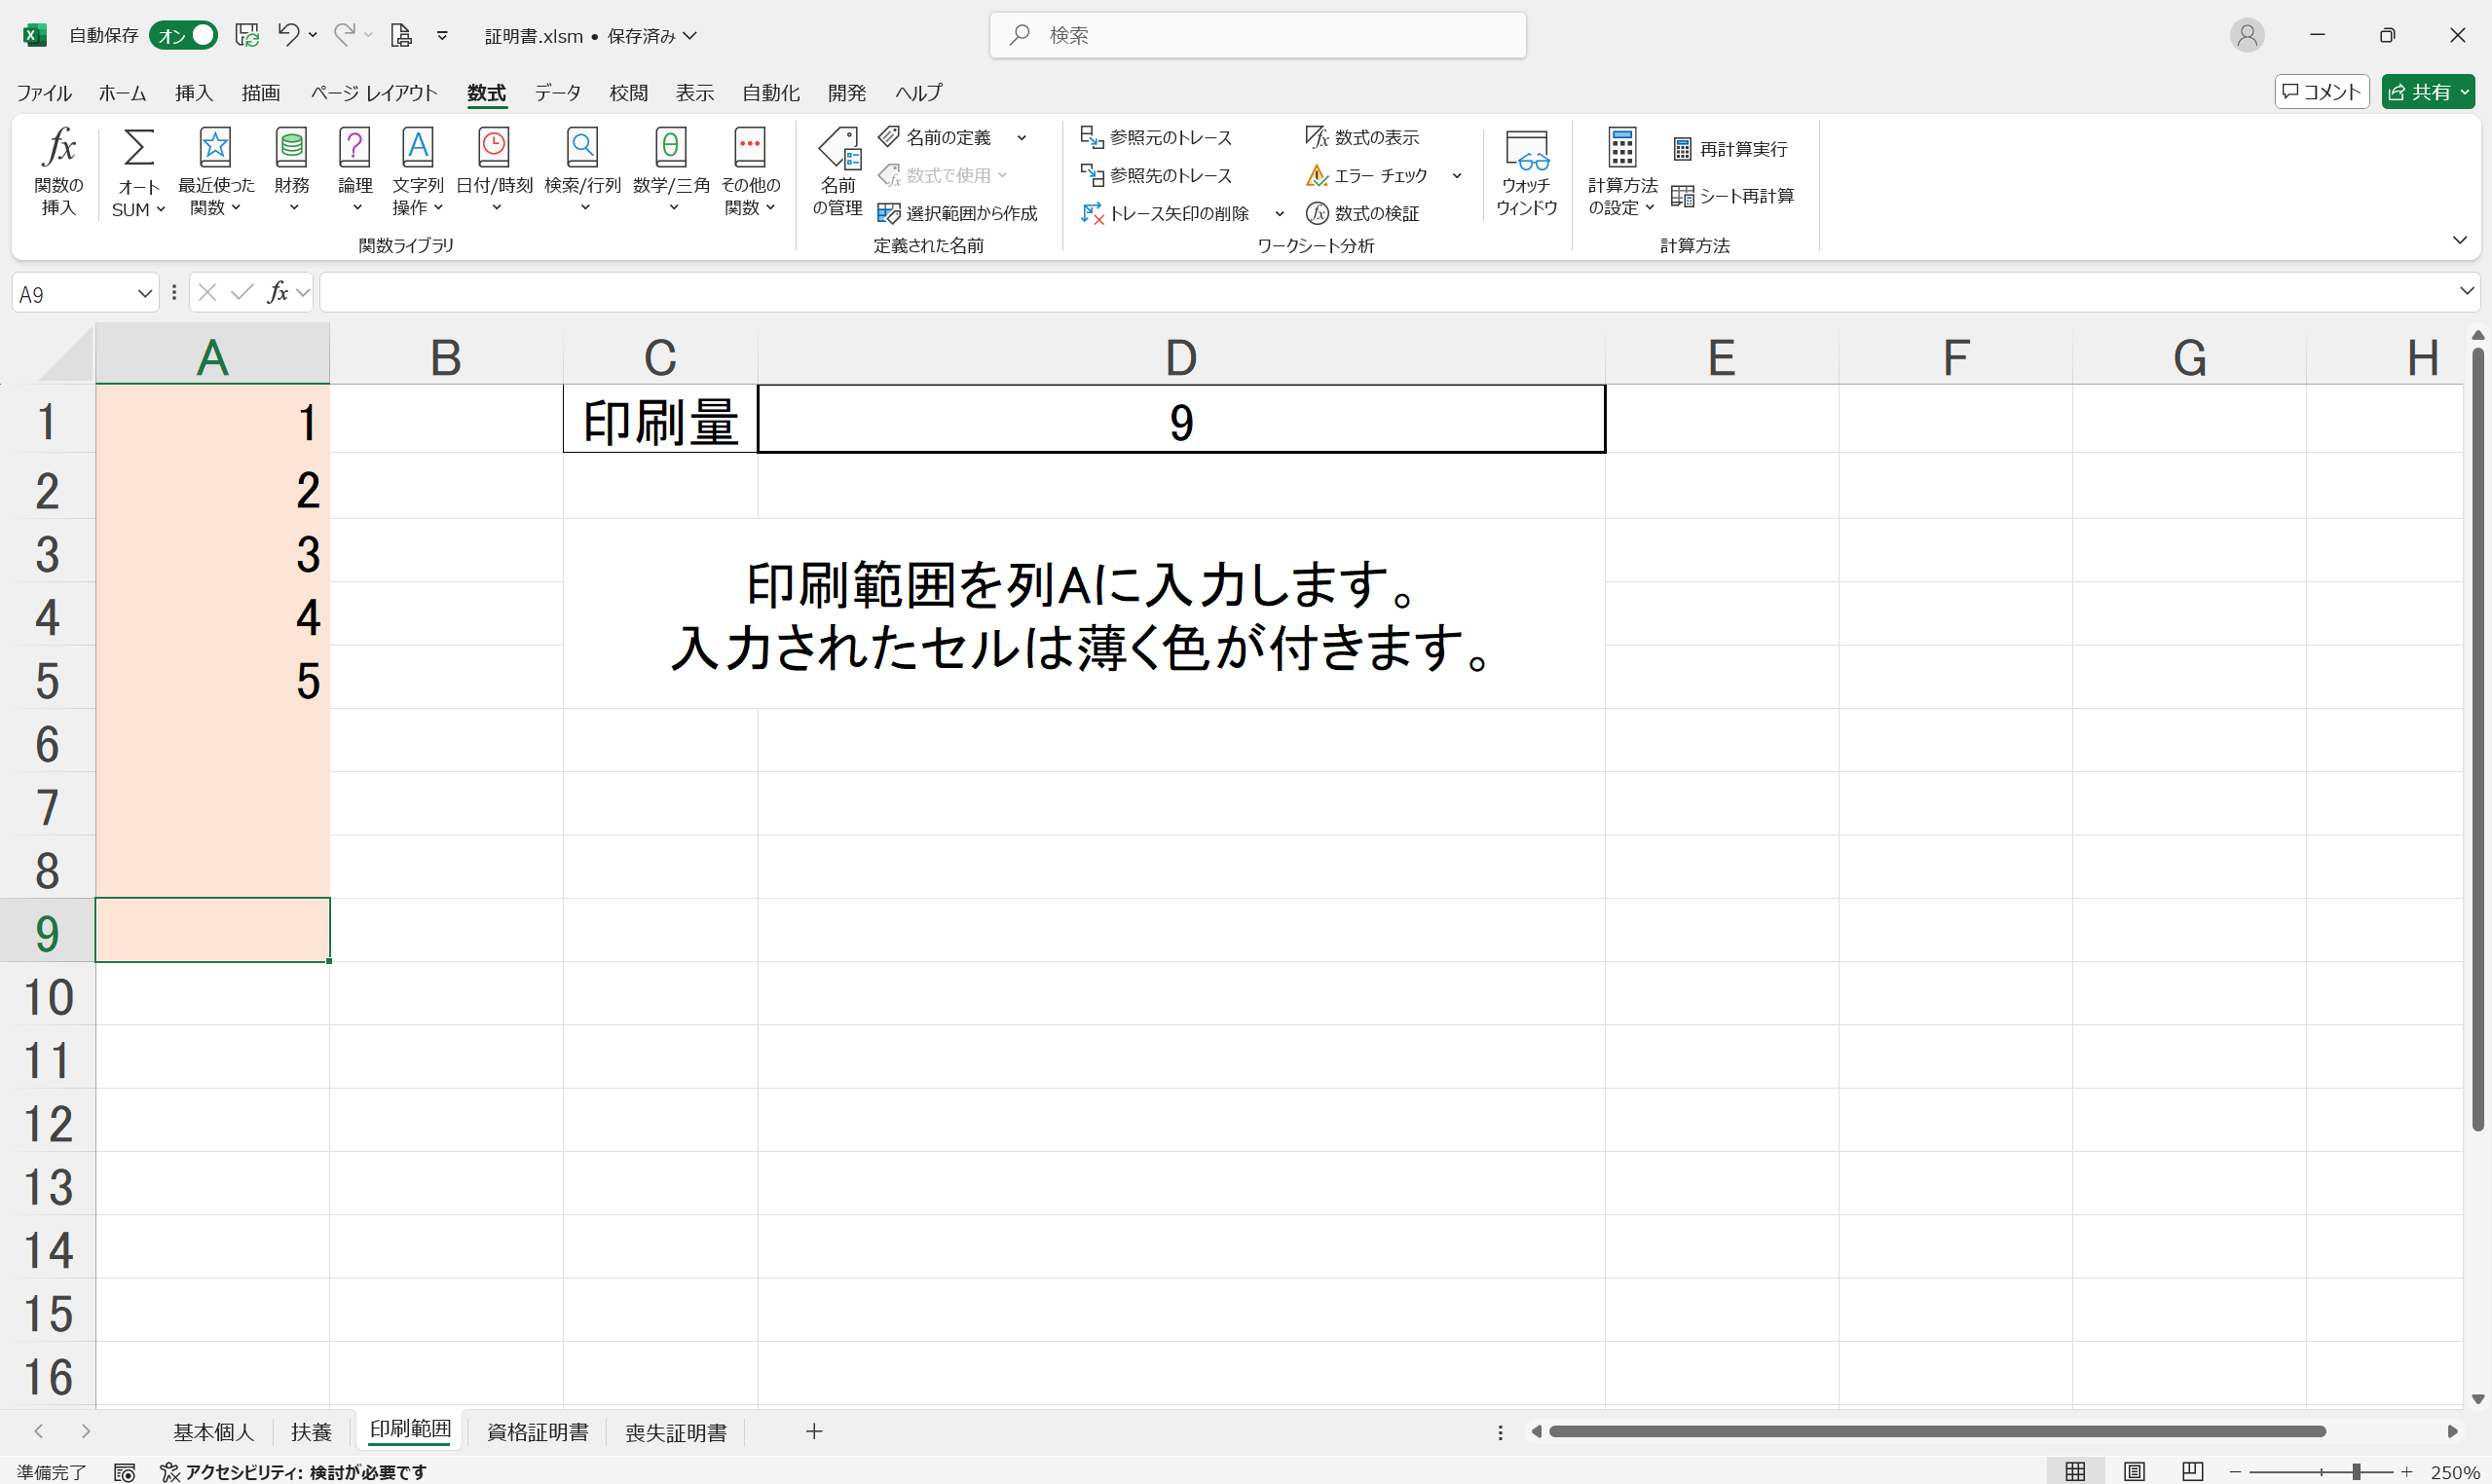 自動保存 オン 証明書.xlsm • 保存済み 検索
ファイル ホーム 挿入 描画 ページ レイアウト 数式 データ 校閲 表示 自動化 開発 ヘルプ コメント 共有
関数の
挿入
オート
SUM
最近使った
関数
財務
論理
文字列
操作
日付/時刻
検索/行列
数学/三角
その他の
関数
関数ライブラリ
名前
の管理
名前の定義
数式で使用
選択範囲から作成
定義された名前
参照元のトレース
参照先のトレース
トレース矢印の削除
数式の表示
エラー チェック
数式の検証
ワークシート分析
ウォッチ
ウィンドウ
計算方法
の設定
再計算実行
シート再計算
計算方法
A9 fx
A B C D E F G H
1 1 印刷量 9
2 2
3 3
4 4
5 5
印刷範囲を列Aに入力します。
入力されたセルは薄く色が付きます。
6
7
8
9
10
11
12
13
14
15
16
基本個人 扶養 印刷範囲 資格証明書 喪失証明書
準備完了 アクセシビリティ: 検討が必要です 250%